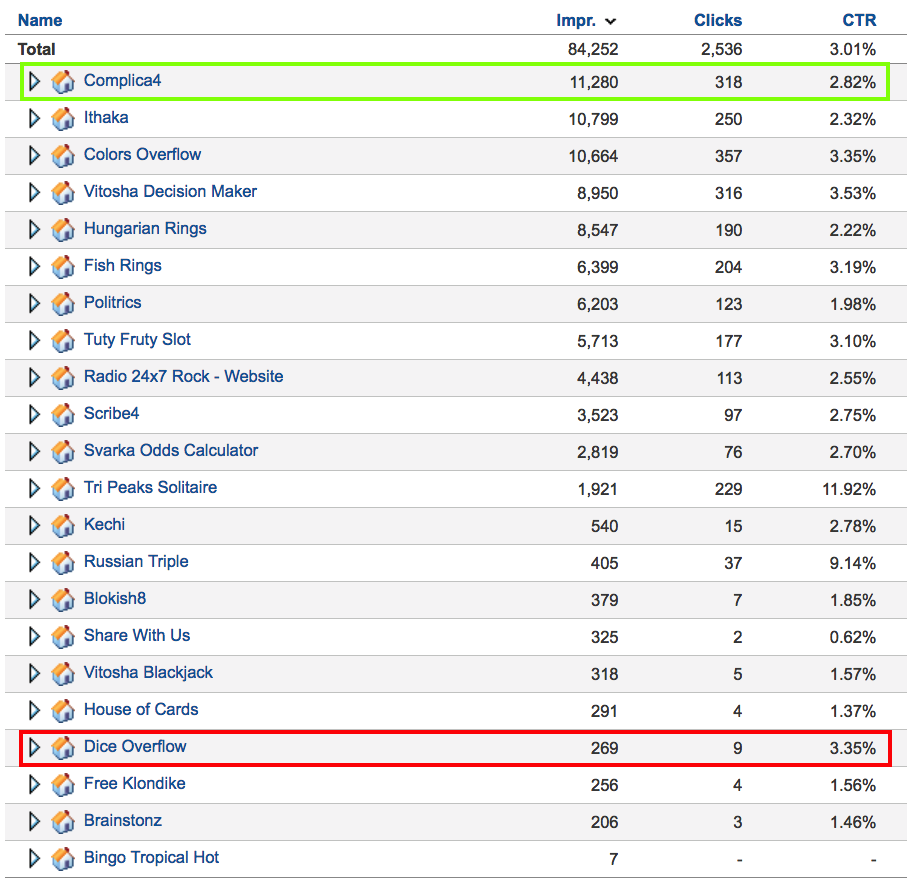 Name Impr. Clicks CTR
Total 84,252 2,536 3.01%
Complica4 11,280 318 2.82%
Ithaka 10,799 250 2.32%
Colors Overflow 10,664 357 3.35%
Vitosha Decision Maker 8,950 316 3.53%
Hungarian Rings 8,547 190 2.22%
Fish Rings 6,399 204 3.19%
Politrics 6,203 123 1.98%
Tuty Fruty Slot 5,713 177 3.10%
Radio 24x7 Rock - Website 4,438 113 2.55%
Scribe4 3,523 97 2.75%
Svarka Odds Calculator 2,819 76 2.70%
Tri Peaks Solitaire 1,921 229 11.92%
Kechi 540 15 2.78%
Russian Triple 405 37 9.14%
Blokish8 379 7 1.85%
Share With Us 325 2 0.62%
Vitosha Blackjack 318 5 1.57%
House of Cards 291 4 1.37%
Dice Overflow 269 9 3.35%
Free Klondike 256 4 1.56%
Brainstonz 206 3 1.46%
Bingo Tropical Hot 7 - -